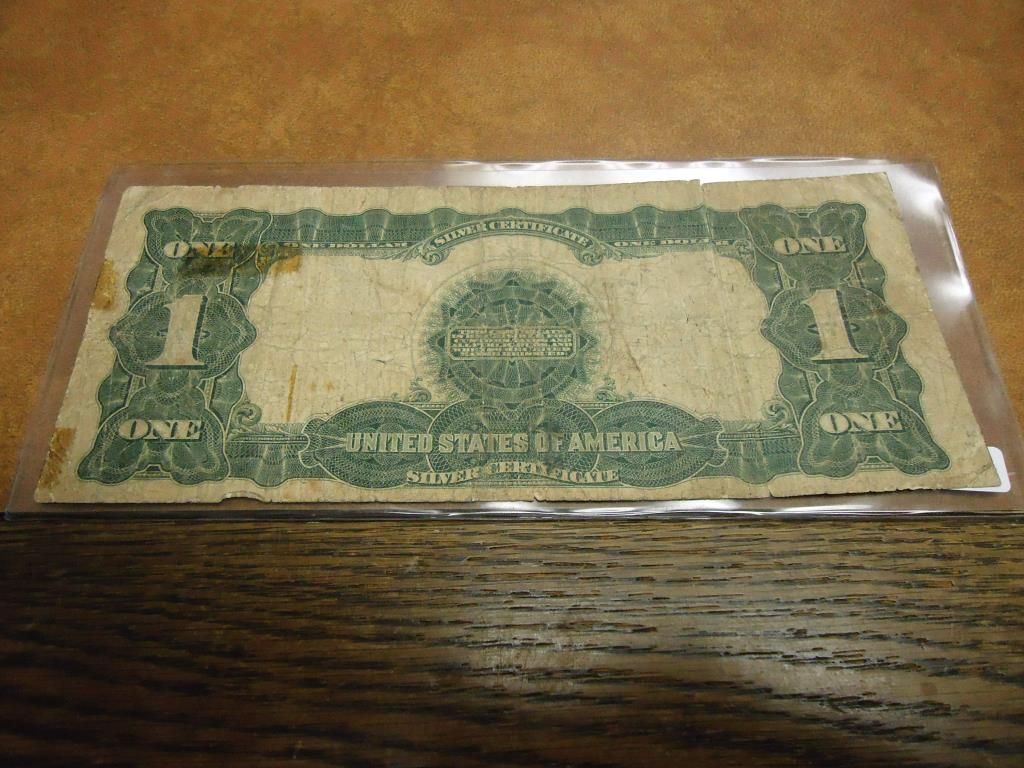 SILVER CERTIFICATE
ONE ONE DOLLAR ONE DOLLAR ONE
1 1
ONE ONE
UNITED STATES OF AMERICA
SILVER CERTIFICATE